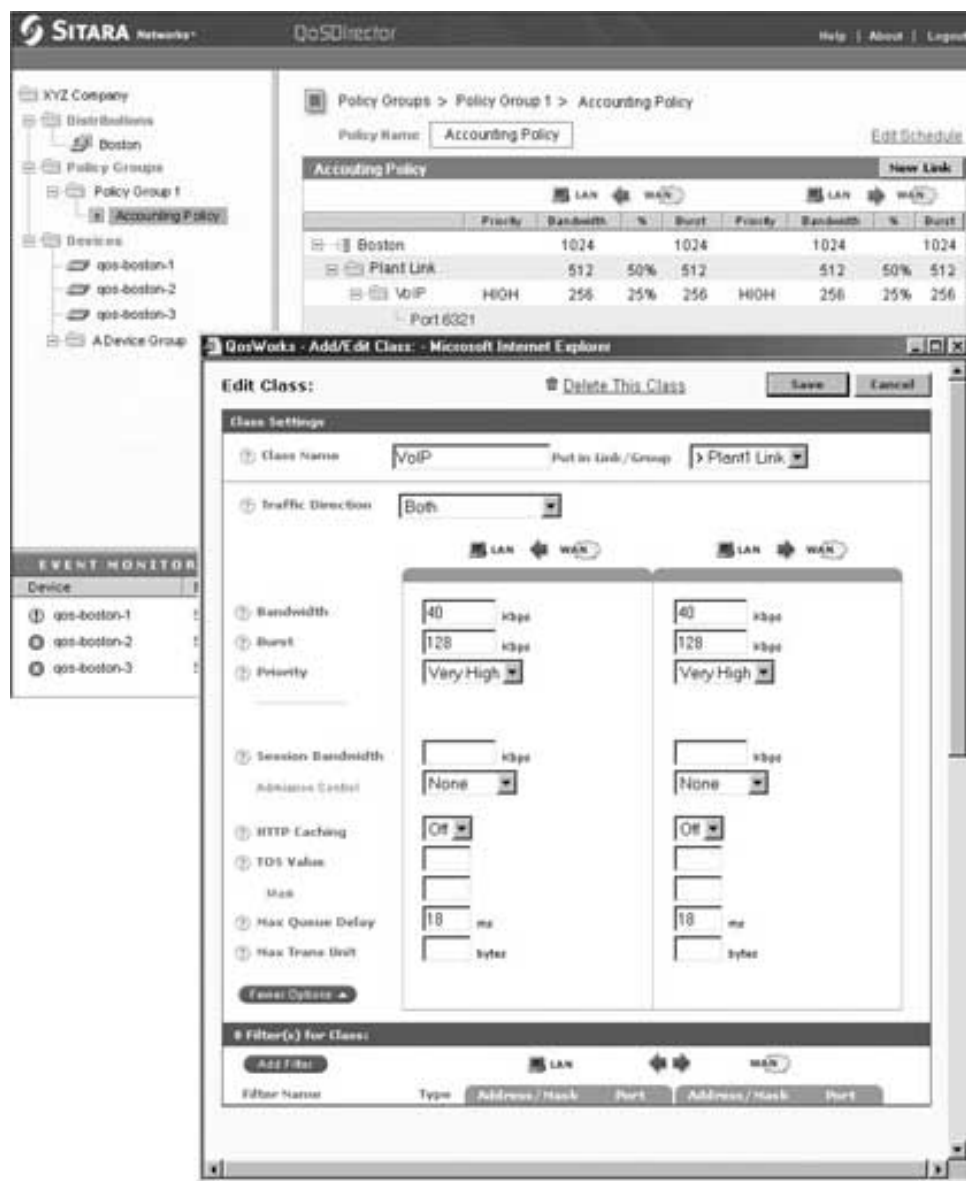 SITARA NETWORKS QoSDirector Help | About | Logout
XYZ Company
Distributions
Boston
Policy Groups
Policy Group 1
Accounting Policy
Devices
qos-boston-1
qos-boston-2
qos-boston-3
A Device Group
Policy Groups > Policy Group 1 > Accounting Policy
Policy Name Accounting Policy Edit Schedule
Accouting Policy New Link
LAN WAN LAN WAN
Priority Bandwidth % Burst Priority Bandwidth % Burst
Boston 1024 1024 1024 1024
Plant Link 512 50% 512 512 50% 512
VoIP HIGH 256 25% 256 HIGH 256 25% 256
Port 6321
EVENT MONITOR
Device
qos-boston-1
qos-boston-2
qos-boston-3
QosWorks - Add/Edit Class: - Microsoft Internet Explorer
Edit Class: Delete This Class Save Cancel
Class Settings
Class Name VoIP Put in Link/Group > Plant1 Link
Traffic Direction Both
LAN WAN LAN WAN
Bandwidth 40 Kbps 40 Kbps
Burst 128 Kbps 128 Kbps
Priority Very High Very High
Session Bandwidth Kbps Kbps
None None
HTTP Caching Off Off
TOS Value
Mask
Max Queue Delay 18 ms 18 ms
Max Trans Unit bytes bytes
Fewer Options
0 Filter(s) for Class:
Add Filter LAN WAN
Filter Name Type Address/Mask Port Address/Mask Port